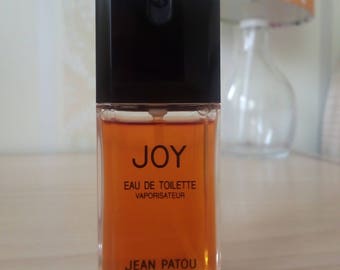 JOY
EAU DE TOILETTE
VAPORISATEUR
JEAN PATOU